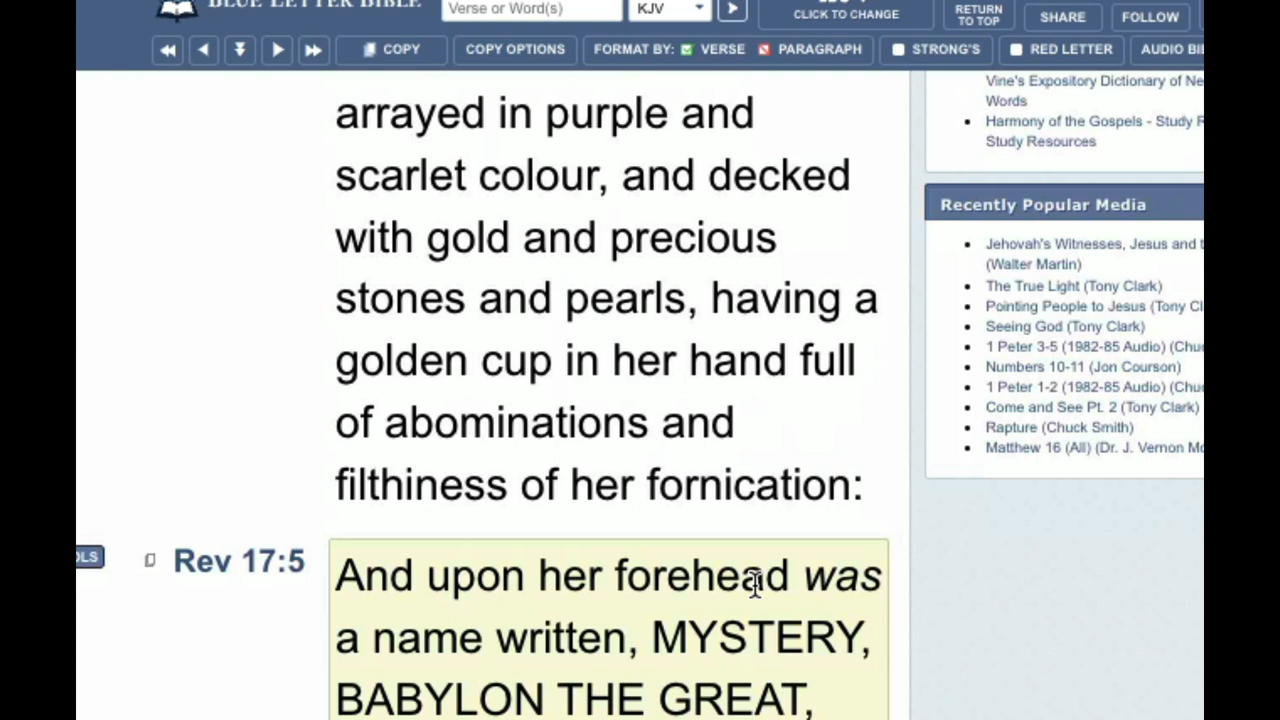 BLUE LETTER BIBLE
Verse or Word(s)
KJV
CLICK TO CHANGE
RETURN
TO TOP
SHARE
FOLLOW
COPY
COPY OPTIONS
FORMAT BY:
VERSE
PARAGRAPH
STRONG'S
RED LETTER
AUDIO BI
arrayed in purple and
scarlet colour, and decked
with gold and precious
stones and pearls, having a
golden cup in her hand full
of abominations and
filthiness of her fornication:
OLS
Rev 17:5
And upon her forehead was
a name written, MYSTERY,
BABYLON THE GREAT,
Vine's Expository Dictionary of Ne
Words
Harmony of the Gospels - Study R
Study Resources
Recently Popular Media
Jehovah's Witnesses, Jesus and t
(Walter Martin)
The True Light (Tony Clark)
Pointing People to Jesus (Tony Cl
Seeing God (Tony Clark)
1 Peter 3-5 (1982-85 Audio) (Chu
Numbers 10-11 (Jon Courson)
1 Peter 1-2 (1982-85 Audio) (Chu
Come and See Pt. 2 (Tony Clark)
Rapture (Chuck Smith)
Matthew 16 (All) (Dr. J. Vernon Mc